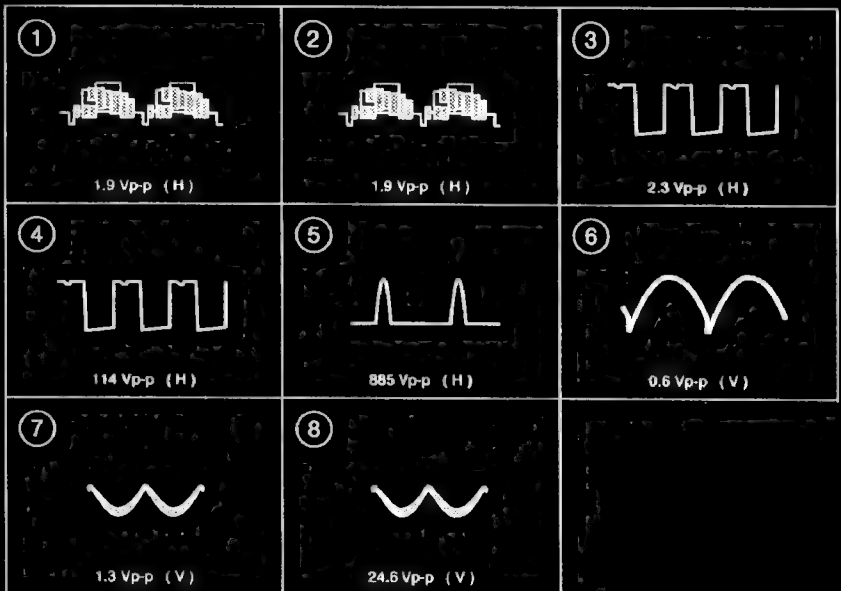 ①
1.9 Vp-p ( H )
②
1.9 Vp-p ( H )
③
2.3 Vp-p ( H )
④
114 Vp-p ( H )
⑤
885 Vp-p ( H )
⑥
0.6 Vp-p ( V )
⑦
1.3 Vp-p ( V )
⑧
24.6 Vp-p ( V )